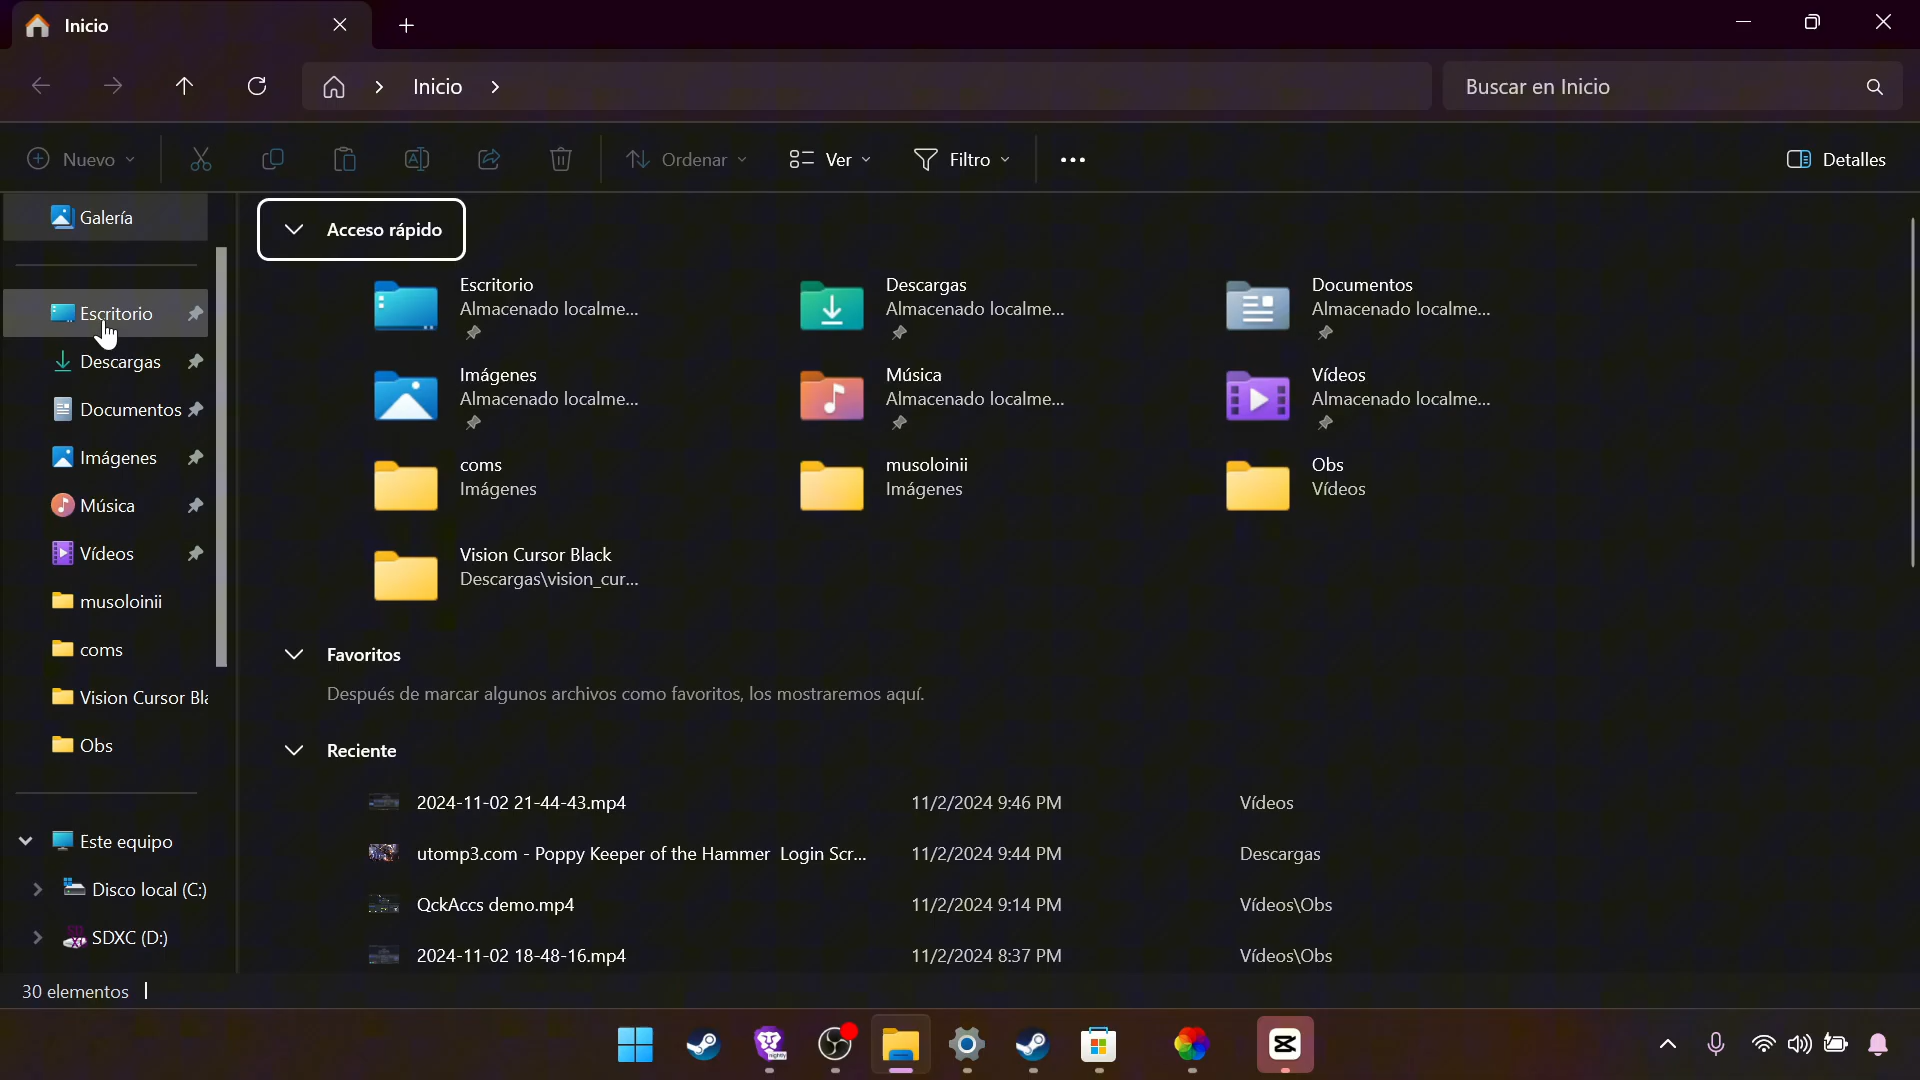 Inicio
Inicio
Buscar en Inicio
Nuevo
Ordenar
Ver
Filtro
Detalles
Galería
Escritorio
Descargas
Documentos
Imágenes
Música
Vídeos
musoloinii
coms
Vision Cursor Bla
Obs
Este equipo
Disco local (C:)
SDXC (D:)
Acceso rápido
Escritorio
Almacenado localme...
Descargas
Almacenado localme...
Documentos
Almacenado localme...
Imágenes
Almacenado localme...
Música
Almacenado localme...
Vídeos
Almacenado localme...
coms
Imágenes
musoloinii
Imágenes
Obs
Vídeos
Vision Cursor Black
Descargas\vision_cur...
Favoritos
Después de marcar algunos archivos como favoritos, los mostraremos aquí.
Reciente
2024-11-02 21-44-43.mp4 11/2/2024 9:46 PM Vídeos
utomp3.com - Poppy Keeper of the Hammer Login Scr... 11/2/2024 9:44 PM Descargas
QckAccs demo.mp4 11/2/2024 9:14 PM Vídeos\Obs
2024-11-02 18-48-16.mp4 11/2/2024 8:37 PM Vídeos\Obs
30 elementos
nightly